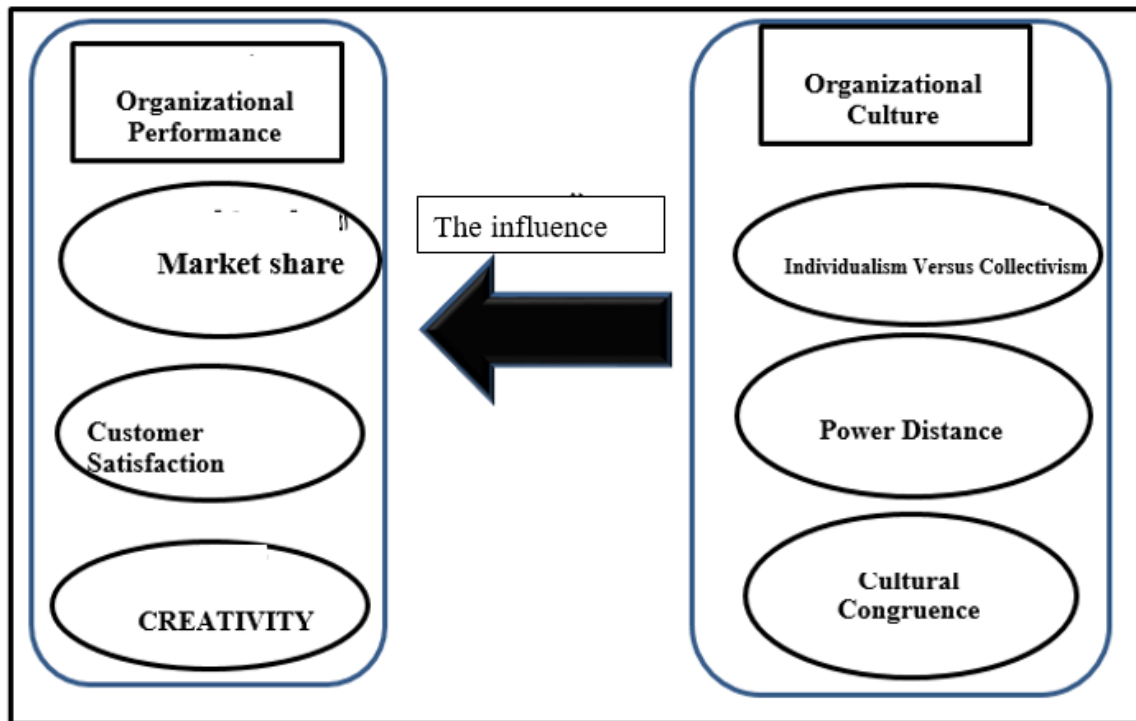 Organizational
Performance
Market share
Customer
Satisfaction
CREATIVITY
The influence
Organizational
Culture
Individualism Versus Collectivism
Power Distance
Cultural
Congruence